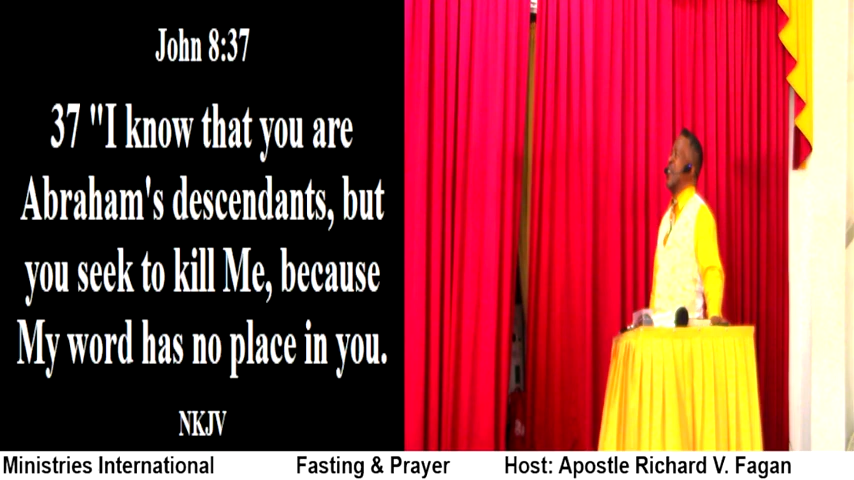 John 8:37
37 "I know that you are
Abraham's descendants, but
you seek to kill Me, because
My word has no place in you.
NKJV
Ministries International Fasting & Prayer Host: Apostle Richard V. Fagan